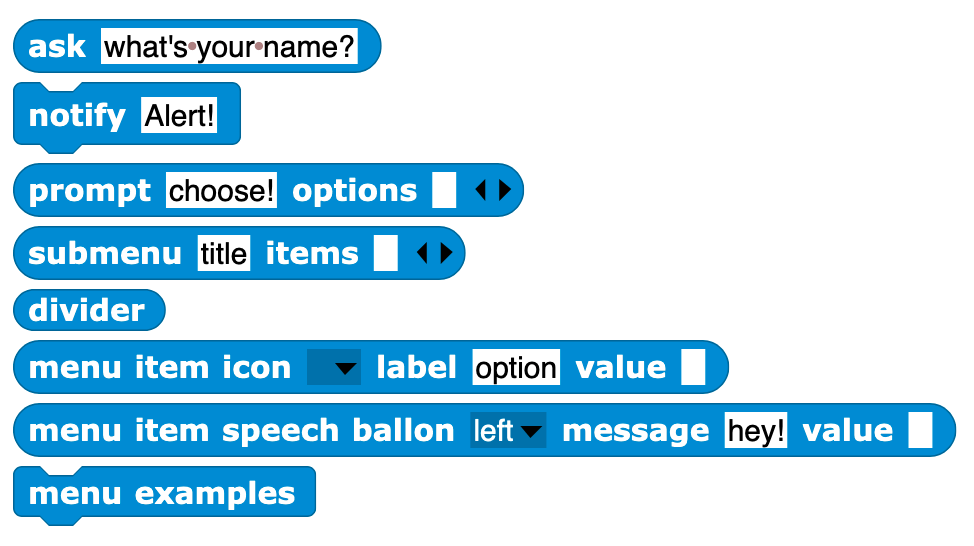 ask what's•your•name?
notify Alert!
prompt choose! options
submenu title items
divider
menu item icon label option value
menu item speech ballon left message hey! value
menu examples